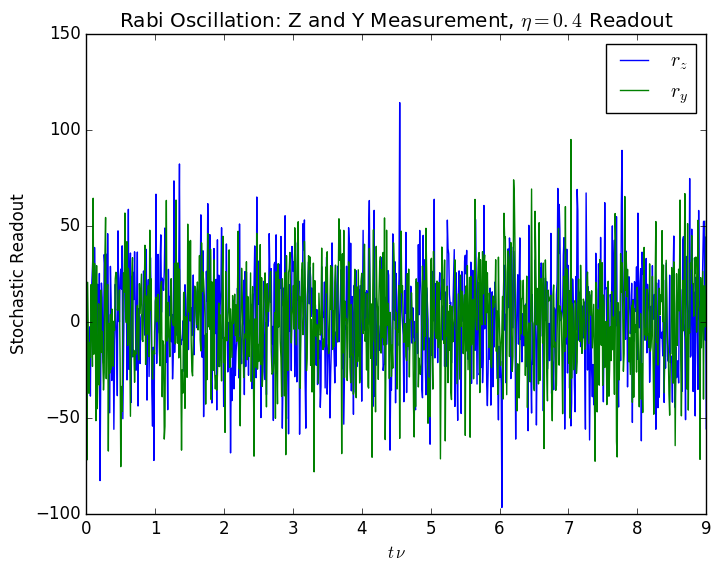 Rabi Oscillation: Z and Y Measurement, η = 0.4 Readout
150
100
50
0
−50
−100
Stochastic Readout
r_z
r_y
0 1 2 3 4 5 6 7 8 9
t ν